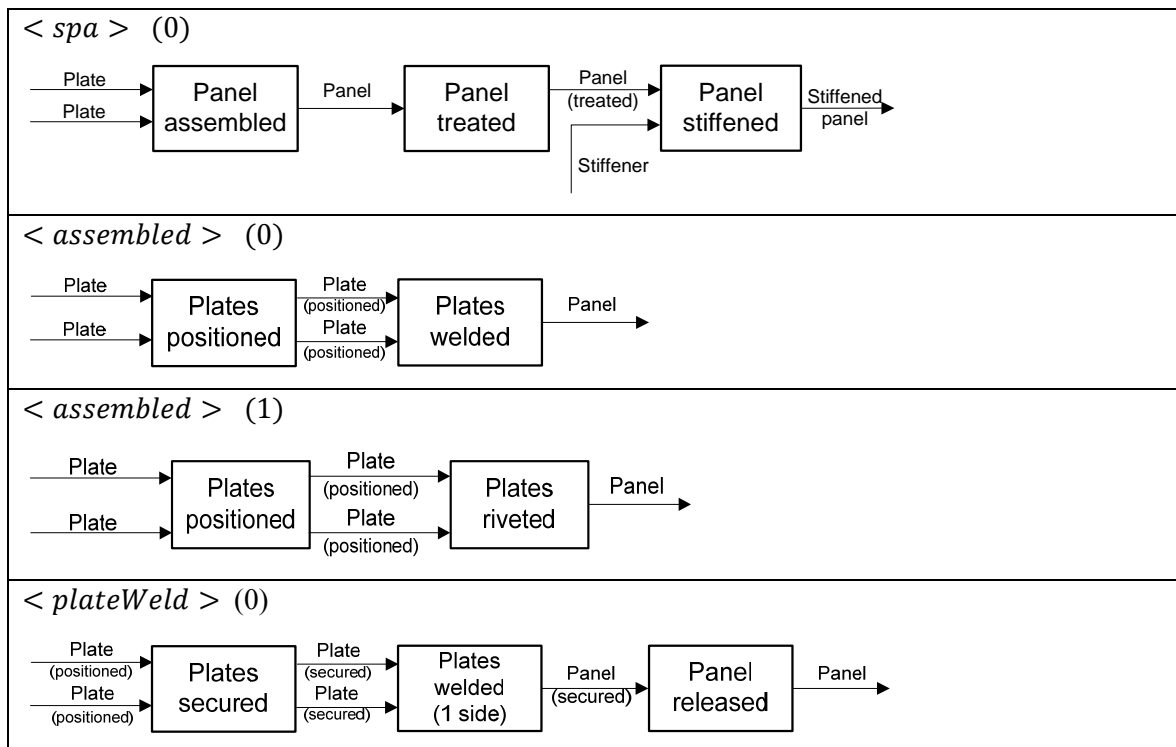 < spa > (0)
Plate
Plate
Panel
assembled
Panel
Panel
treated
Panel
(treated)
Stiffener
Panel
stiffened
Stiffened
panel
< assembled > (0)
Plate
Plate
Plates
positioned
Plate
(positioned)
Plate
(positioned)
Plates
welded
Panel
< assembled > (1)
Plate
Plate
Plates
positioned
Plate
(positioned)
Plate
(positioned)
Plates
riveted
Panel
< plateWeld > (0)
Plate
(positioned)
Plate
(positioned)
Plates
secured
Plate
(secured)
Plate
(secured)
Plates
welded
(1 side)
Panel
(secured)
Panel
released
Panel